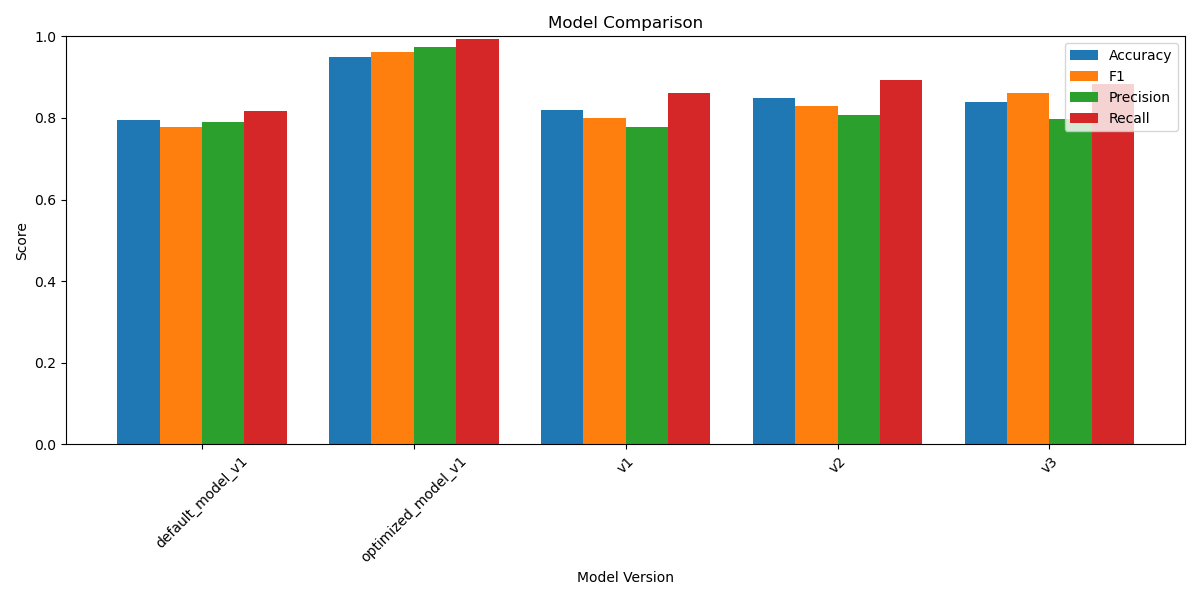 Model Comparison
1.0
0.8
0.6
0.4
0.2
0.0
Score
Accuracy
F1
Precision
Recall
default_model_v1
optimized_model_v1
v1
v2
v3
Model Version